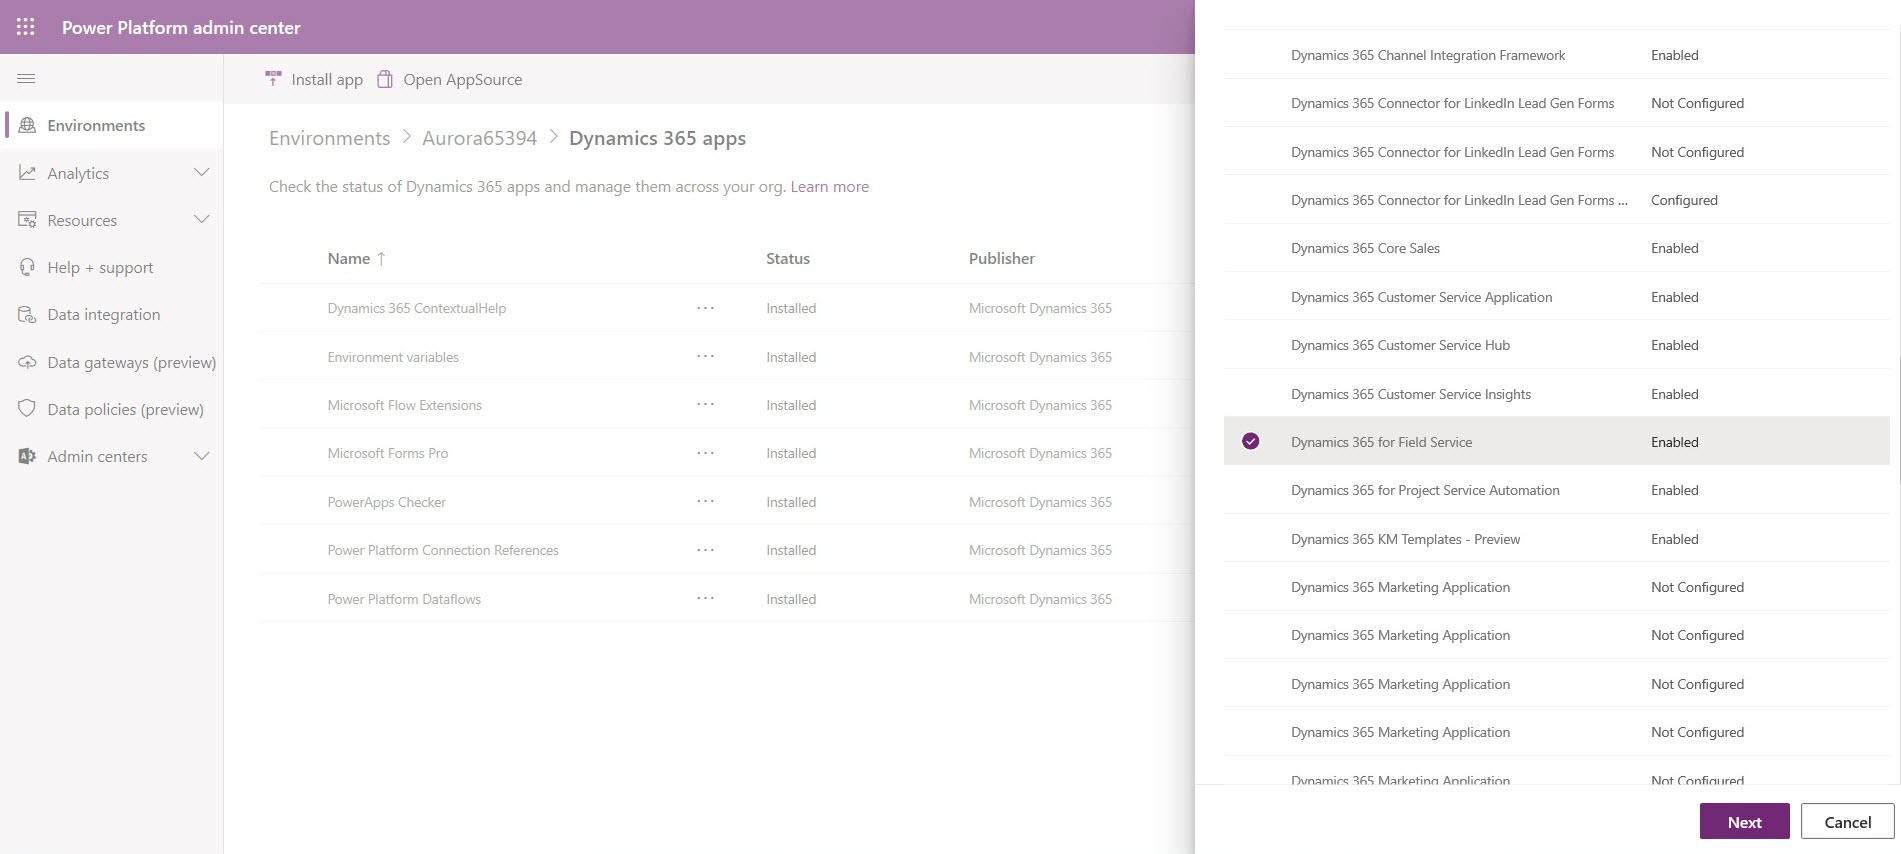 Power Platform admin center
Environments
Analytics
Resources
Help + support
Data integration
Data gateways (preview)
Data policies (preview)
Admin centers
Install app Open AppSource
Environments > Aurora65394 > Dynamics 365 apps
Check the status of Dynamics 365 apps and manage them across your org. Learn more
Name ↑ Status Publisher
Dynamics 365 ContextualHelp ... Installed Microsoft Dynamics 365
Environment variables ... Installed Microsoft Dynamics 365
Microsoft Flow Extensions ... Installed Microsoft Dynamics 365
Microsoft Forms Pro ... Installed Microsoft Dynamics 365
PowerApps Checker ... Installed Microsoft Dynamics 365
Power Platform Connection References ... Installed Microsoft Dynamics 365
Power Platform Dataflows ... Installed Microsoft Dynamics 365
Dynamics 365 Channel Integration Framework Enabled
Dynamics 365 Connector for LinkedIn Lead Gen Forms Not Configured
Dynamics 365 Connector for LinkedIn Lead Gen Forms Not Configured
Dynamics 365 Connector for LinkedIn Lead Gen Forms ... Configured
Dynamics 365 Core Sales Enabled
Dynamics 365 Customer Service Application Enabled
Dynamics 365 Customer Service Hub Enabled
Dynamics 365 Customer Service Insights Enabled
Dynamics 365 for Field Service Enabled
Dynamics 365 for Project Service Automation Enabled
Dynamics 365 KM Templates - Preview Enabled
Dynamics 365 Marketing Application Not Configured
Dynamics 365 Marketing Application Not Configured
Dynamics 365 Marketing Application Not Configured
Dynamics 365 Marketing Application Not Configured
Dynamics 365 Marketing Application Not Configured
Next Cancel